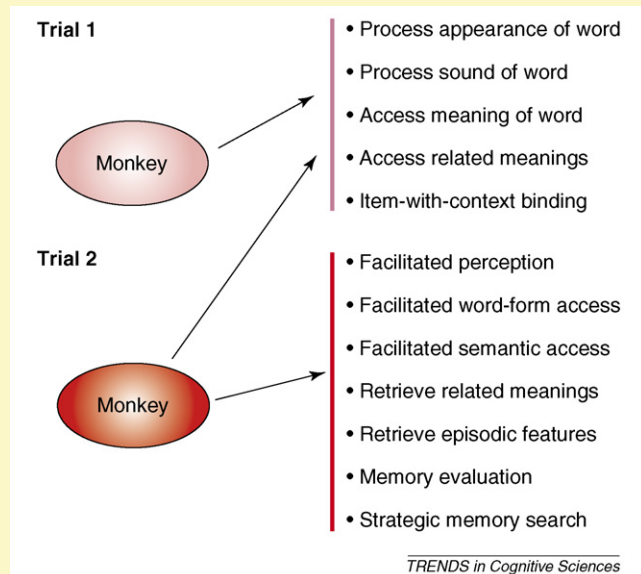 Trial 1
Monkey
• Process appearance of word
• Process sound of word
• Access meaning of word
• Access related meanings
• Item-with-context binding
Trial 2
Monkey
• Facilitated perception
• Facilitated word-form access
• Facilitated semantic access
• Retrieve related meanings
• Retrieve episodic features
• Memory evaluation
• Strategic memory search
TRENDS in Cognitive Sciences